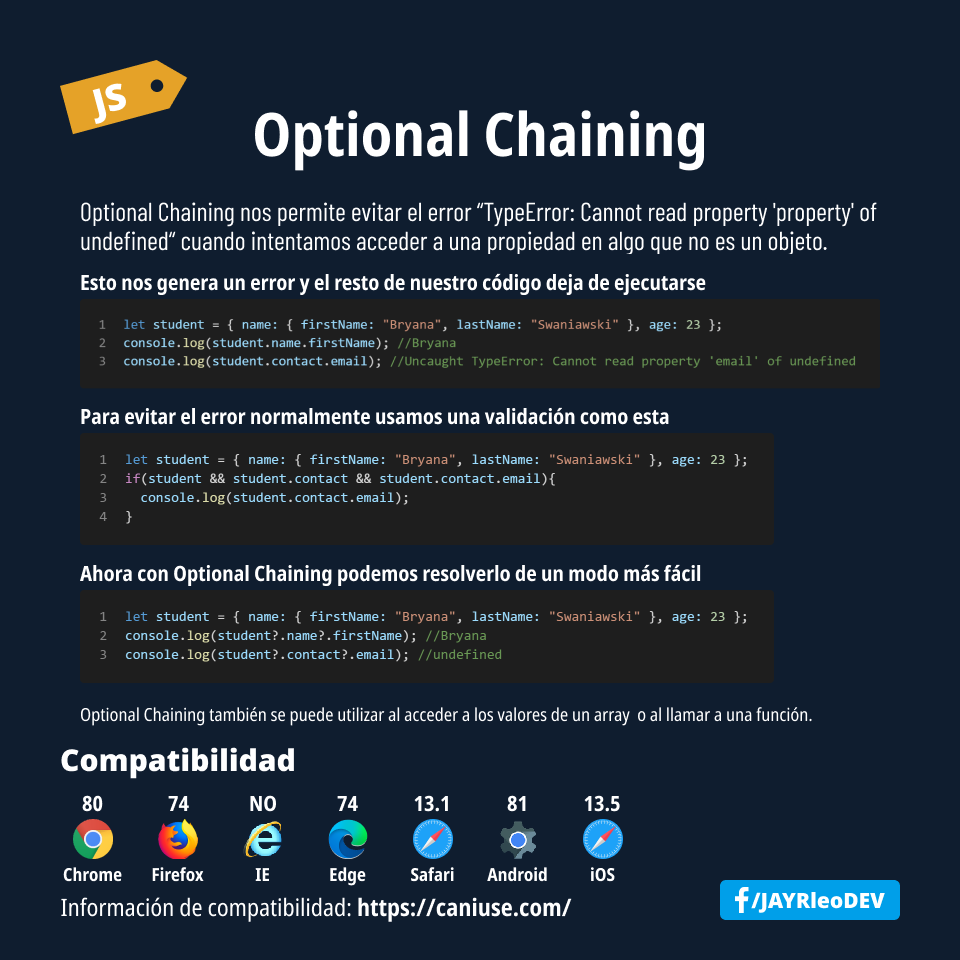 JS
Optional Chaining
Optional Chaining nos permite evitar el error “TypeError: Cannot read property 'property' of
undefined” cuando intentamos acceder a una propiedad en algo que no es un objeto.
Esto nos genera un error y el resto de nuestro código deja de ejecutarse
1 let student = { name: { firstName: "Bryana", lastName: "Swaniawski" }, age: 23 };
2 console.log(student.name.firstName); //Bryana
3 console.log(student.contact.email); //Uncaught TypeError: Cannot read property 'email' of undefined
Para evitar el error normalmente usamos una validación como esta
1 let student = { name: { firstName: "Bryana", lastName: "Swaniawski" }, age: 23 };
2 if(student && student.contact && student.contact.email){
3   console.log(student.contact.email);
4 }
Ahora con Optional Chaining podemos resolverlo de un modo más fácil
1 let student = { name: { firstName: "Bryana", lastName: "Swaniawski" }, age: 23 };
2 console.log(student?.name?.firstName); //Bryana
3 console.log(student?.contact?.email); //undefined
Optional Chaining también se puede utilizar al acceder a los valores de un array o al llamar a una función.
Compatibilidad
80 74 NO 74 13.1 81 13.5
Chrome Firefox IE Edge Safari Android iOS
Información de compatibilidad: https://caniuse.com/
f/JAYRleoDEV